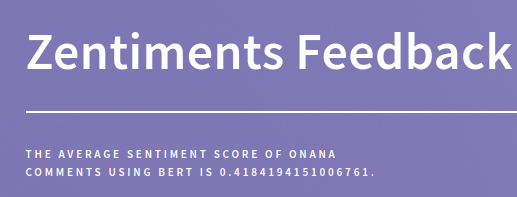 Zentiments Feedback
THE AVERAGE SENTIMENT SCORE OF ONANA
COMMENTS USING BERT IS 0.4184194151006761.